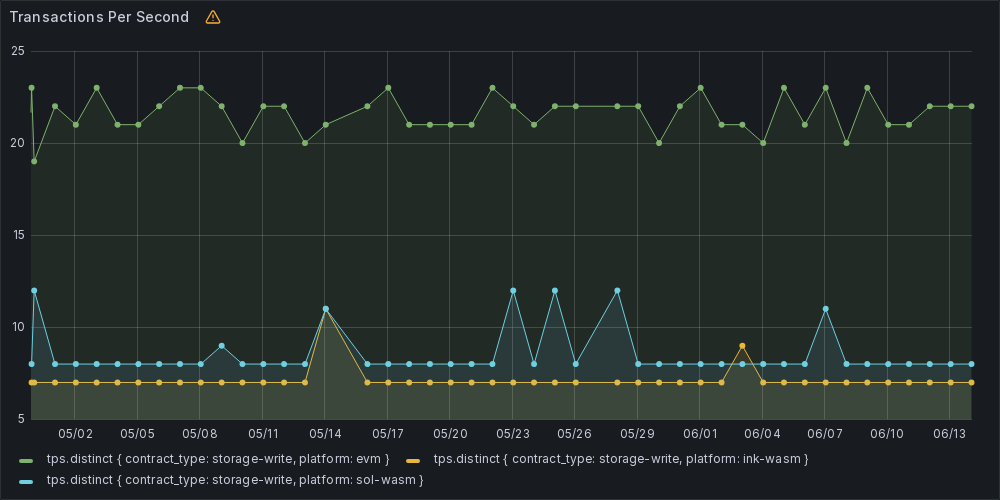 Transactions Per Second
25
20
15
10
5
05/02 05/05 05/08 05/11 05/14 05/17 05/20 05/23 05/26 05/29 06/01 06/04 06/07 06/10 06/13
tps.distinct { contract_type: storage-write, platform: evm } tps.distinct { contract_type: storage-write, platform: ink-wasm }
tps.distinct { contract_type: storage-write, platform: sol-wasm }